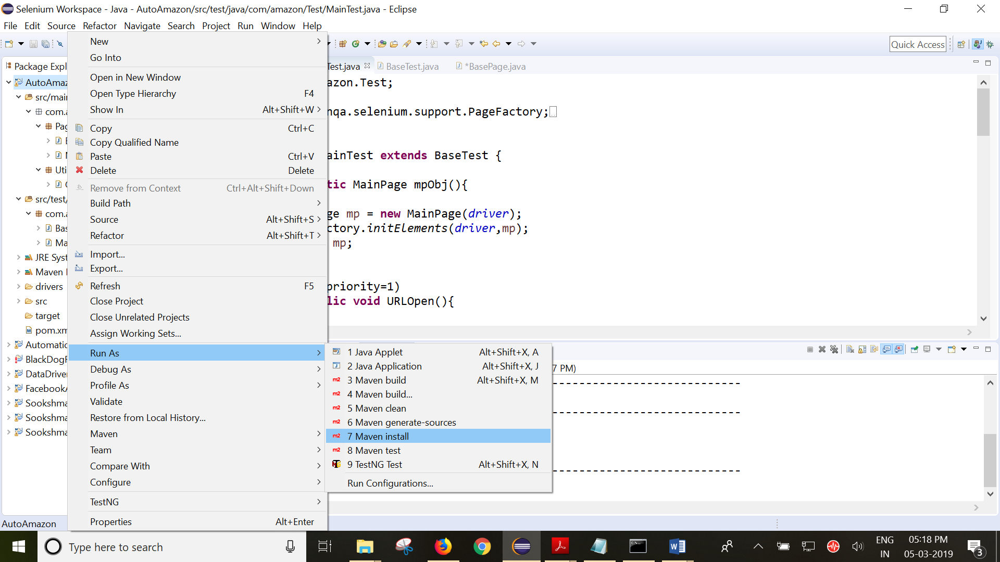 Selenium Workspace - Java - AutoAmazon/src/test/java/com/amazon/Test/MainTest.java - Eclipse
File Edit Source Refactor Navigate Search Project Run Window Help
Quick Access
Package Expl
AutoAmaz
src/mai
com.a
Pag
Uti
src/test/
com.a
Bas
Ma
JRE Syst
Maven
drivers
src
target
pom.xm
Automatic
BlackDog
DataDriver
FacebookA
Sookshma
Sookshma
Sookshma
New
Go Into
Open in New Window
Open Type Hierarchy F4
Show In Alt+Shift+W
Copy Ctrl+C
Copy Qualified Name
Paste Ctrl+V
Delete Delete
Remove from Context Ctrl+Alt+Shift+Down
Build Path
Source Alt+Shift+S
Refactor Alt+Shift+T
Import...
Export...
Refresh F5
Close Project
Close Unrelated Projects
Assign Working Sets...
Run As
Debug As
Profile As
Validate
Restore from Local History...
Maven
Team
Compare With
Configure
TestNG
Properties Alt+Enter
1 Java Applet Alt+Shift+X, A
2 Java Application Alt+Shift+X, J
3 Maven build Alt+Shift+X, M
4 Maven build...
5 Maven clean
6 Maven generate-sources
7 Maven install
8 Maven test
9 TestNG Test Alt+Shift+X, N
Run Configurations...
Test.java BaseTest.java *BasePage.java
azon.Test;
nqa.selenium.support.PageFactory;
ainTest extends BaseTest {
tic MainPage mpObj(){
ge mp = new MainPage(driver);
ctory.initElements(driver,mp);
mp;
priority=1)
lic void URLOpen(){
7 PM)
----------------------------
----------------------------
----------------------------
AutoAmazon
Type here to search
ENG
IN
05:18 PM
05-03-2019
3